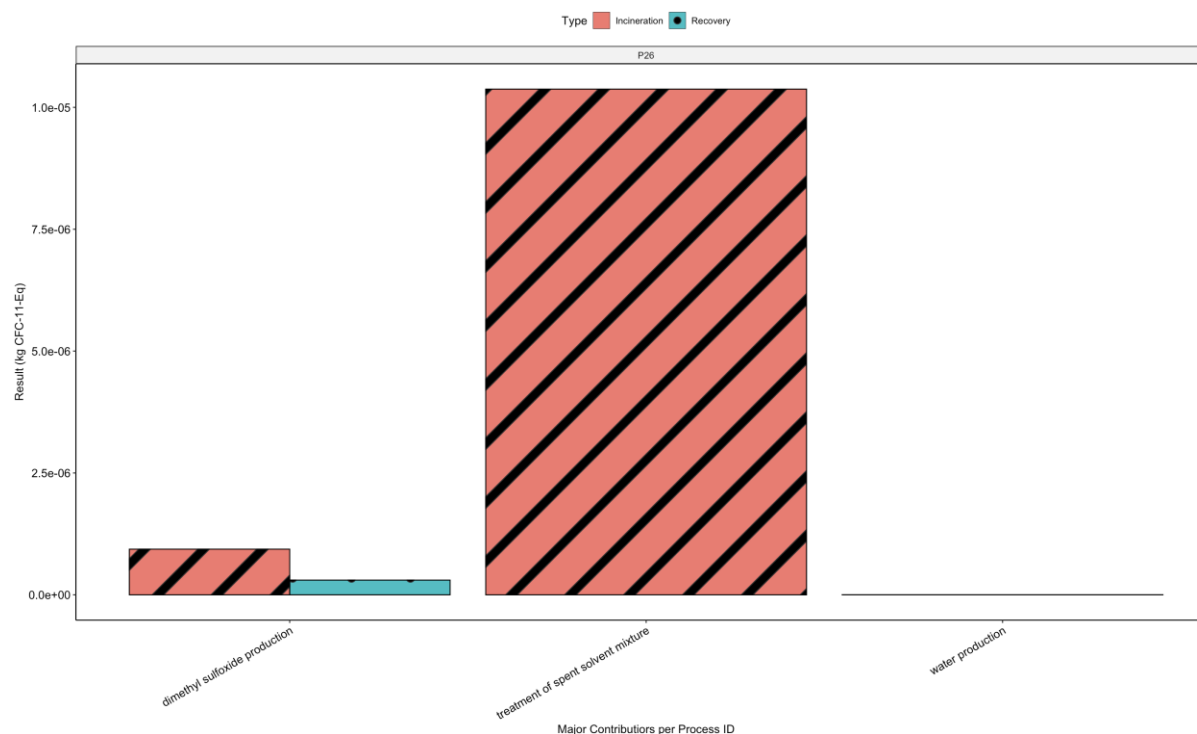 Type Incineration Recovery
P26
Result (kg CFC-11-Eq)
1.0e-05
7.5e-06
5.0e-06
2.5e-06
0.0e+00
dimethyl sulfoxide production
treatment of spent solvent mixture
water production
Major Contributiors per Process ID